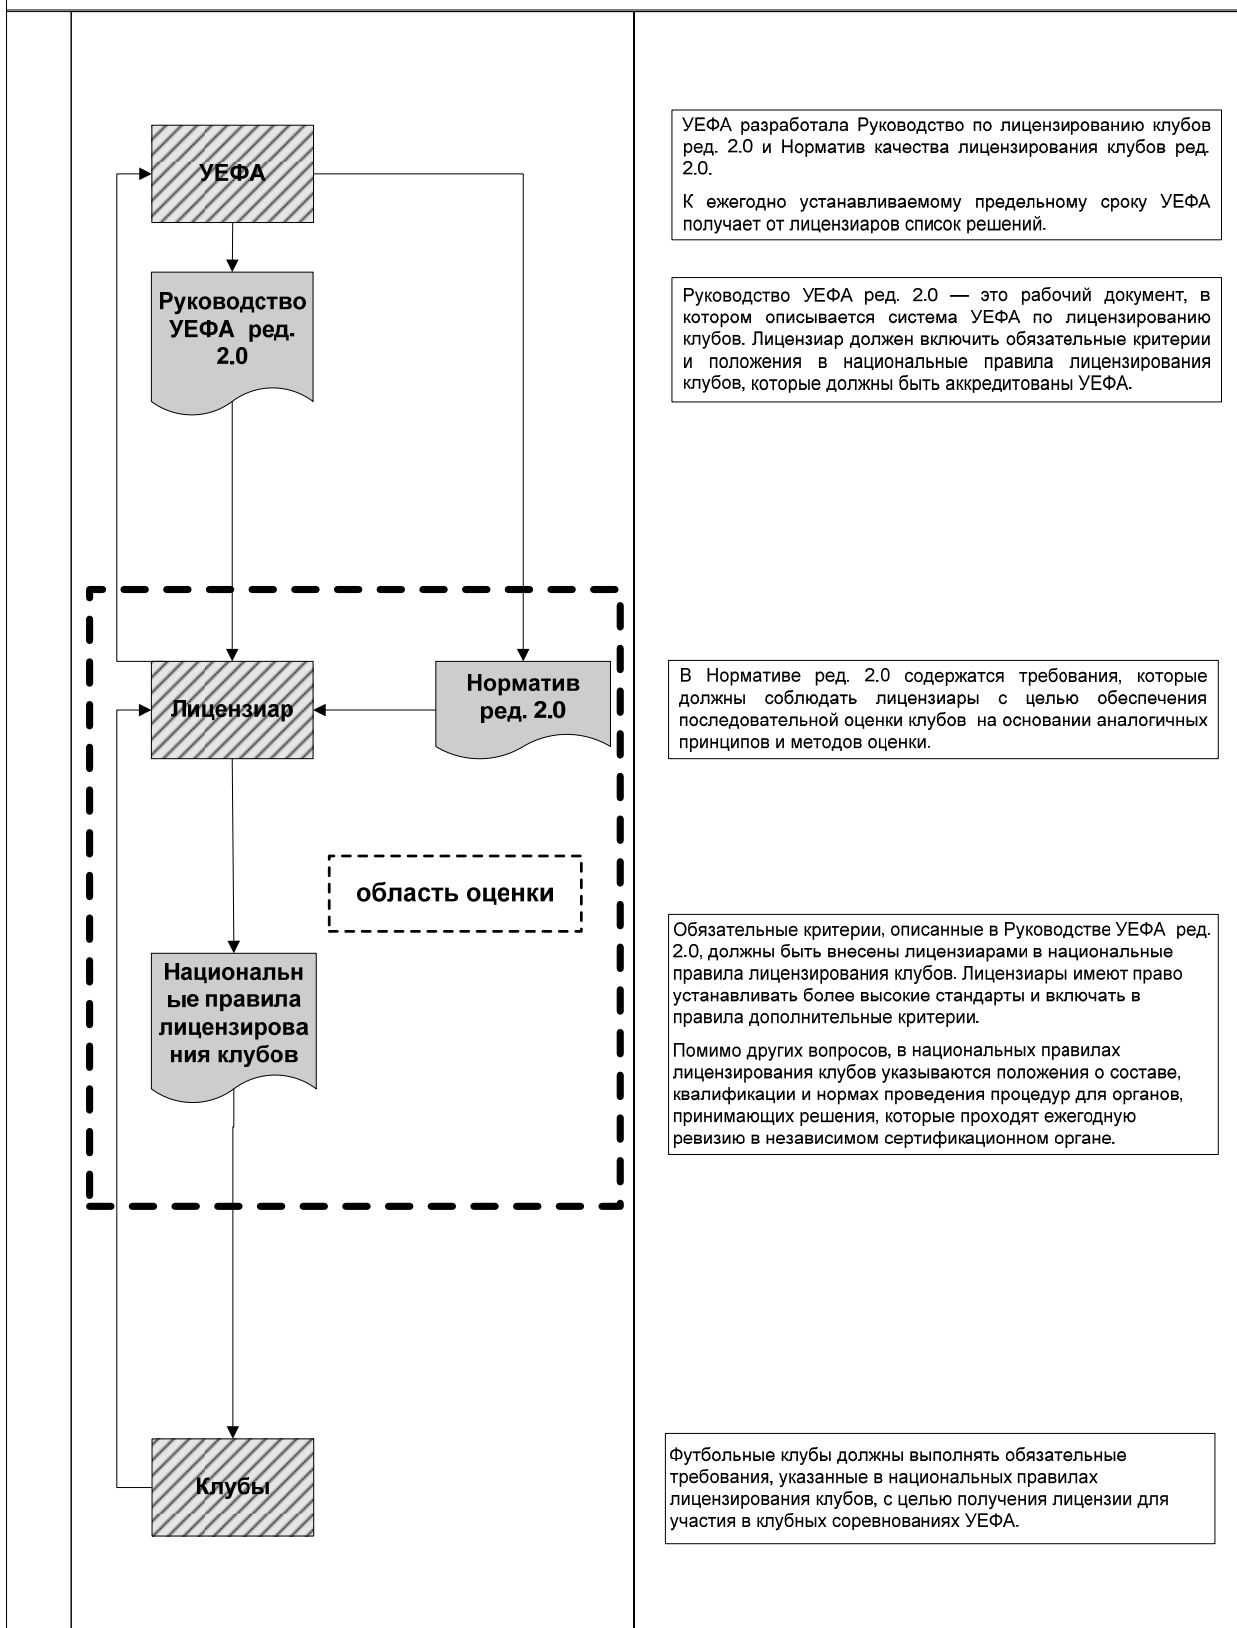 УЕФА
УЕФА разработала Руководство по лицензированию клубов
ред. 2.0 и Норматив качества лицензирования клубов ред.
2.0.
К ежегодно устанавливаемому предельному сроку УЕФА
получает от лицензиаров список решений.
Руководство
УЕФА ред.
2.0
Руководство УЕФА ред. 2.0 — это рабочий документ, в
котором описывается система УЕФА по лицензированию
клубов. Лицензиар должен включить обязательные критерии
и положения в национальные правила лицензирования
клубов, которые должны быть аккредитованы УЕФА.
Лицензиар
Норматив
ред. 2.0
В Нормативе ред. 2.0 содержатся требования, которые
должны соблюдать лицензиары с целью обеспечения
последовательной оценки клубов на основании аналогичных
принципов и методов оценки.
область оценки
Национальн
ые правила
лицензирова
ния клубов
Обязательные критерии, описанные в Руководстве УЕФА ред.
2.0, должны быть внесены лицензиарами в национальные
правила лицензирования клубов. Лицензиары имеют право
устанавливать более высокие стандарты и включать в
правила дополнительные критерии.
Помимо других вопросов, в национальных правилах
лицензирования клубов указываются положения о составе,
квалификации и нормах проведения процедур для органов,
принимающих решения, которые проходят ежегодную
ревизию в независимом сертификационном органе.
Клубы
Футбольные клубы должны выполнять обязательные
требования, указанные в национальных правилах
лицензирования клубов, с целью получения лицензии для
участия в клубных соревнованиях УЕФА.